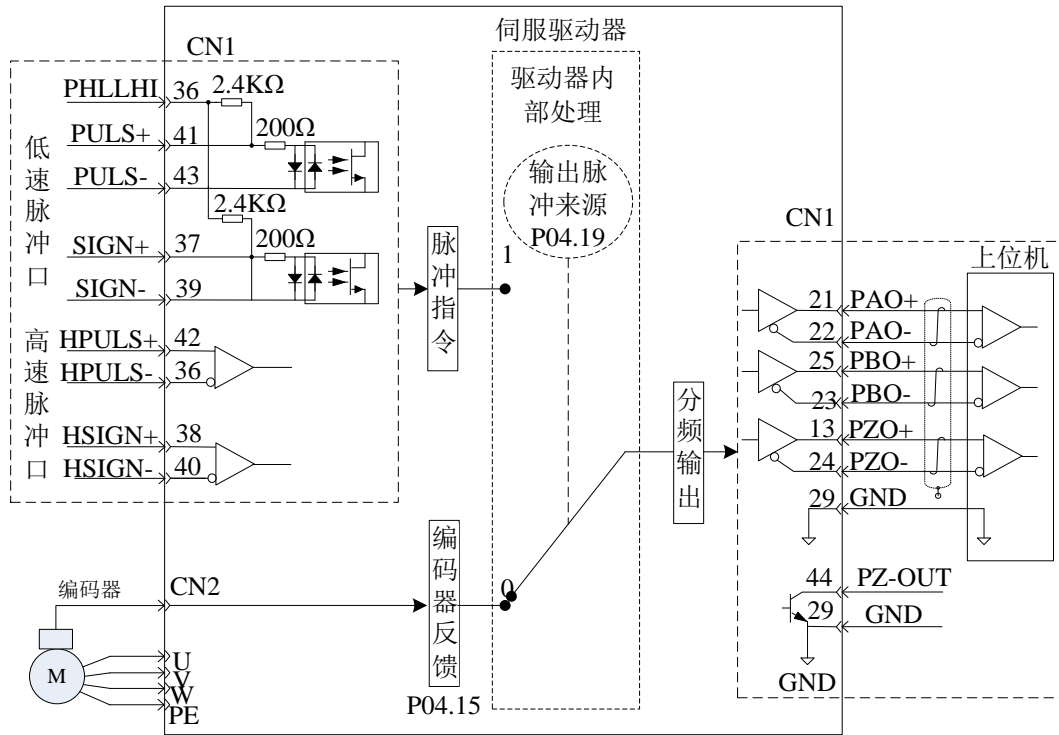 伺服驱动器
CN1
PHLLHI
36
2.4KΩ
PULS+
41
200Ω
PULS-
43
低速脉冲口
2.4KΩ
SIGN+
37
200Ω
SIGN-
39
HPULS+
42
HPULS-
36
高速脉冲口
HSIGN+
38
HSIGN-
40
脉冲指令
1
驱动器内
部处理
输出脉
冲来源
P04.19
0
编码器
CN2
编码器反馈
P04.15
M
U
V
W
PE
分频输出
CN1
上位机
21
PAO+
22
PAO-
25
PBO+
23
PBO-
13
PZO+
24
PZO-
29
GND
44
PZ-OUT
29
GND
GND